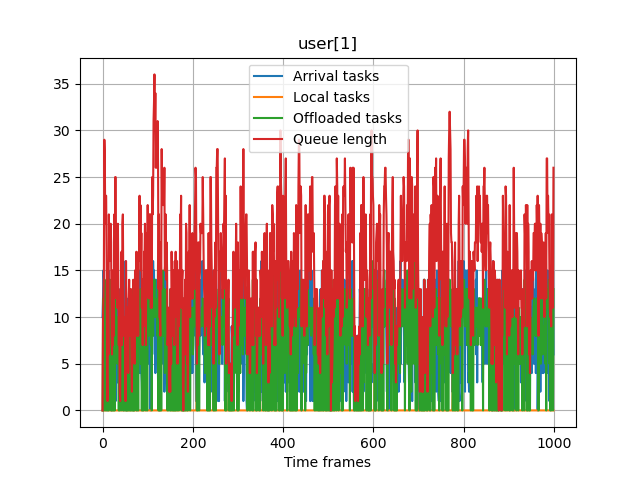 user[1]
Arrival tasks
Local tasks
Offloaded tasks
Queue length
35
30
25
20
15
10
5
0
0 200 400 600 800 1000
Time frames